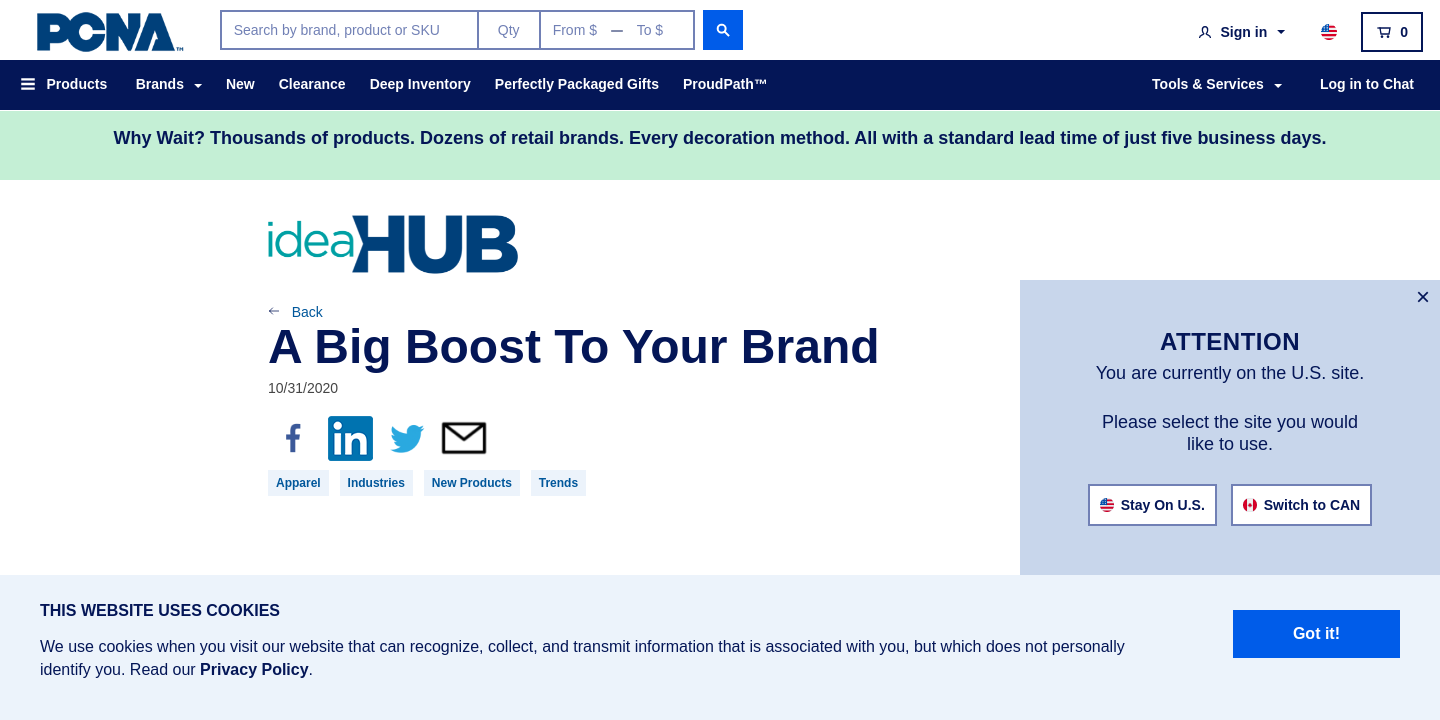 PCNA™
Search by brand, product or SKU
Qty
From $ — To $
Sign in
0
Products
Brands
New
Clearance
Deep Inventory
Perfectly Packaged Gifts
ProudPath™
Tools & Services
Log in to Chat
Why Wait? Thousands of products. Dozens of retail brands. Every decoration method. All with a standard lead time of just five business days.
ideaHUB
Back
A Big Boost To Your Brand
10/31/2020
Apparel
Industries
New Products
Trends
ATTENTION
You are currently on the U.S. site.
Please select the site you would
like to use.
Stay On U.S.
Switch to CAN
THIS WEBSITE USES COOKIES
We use cookies when you visit our website that can recognize, collect, and transmit information that is associated with you, but which does not personally
identify you. Read our Privacy Policy.
Got it!